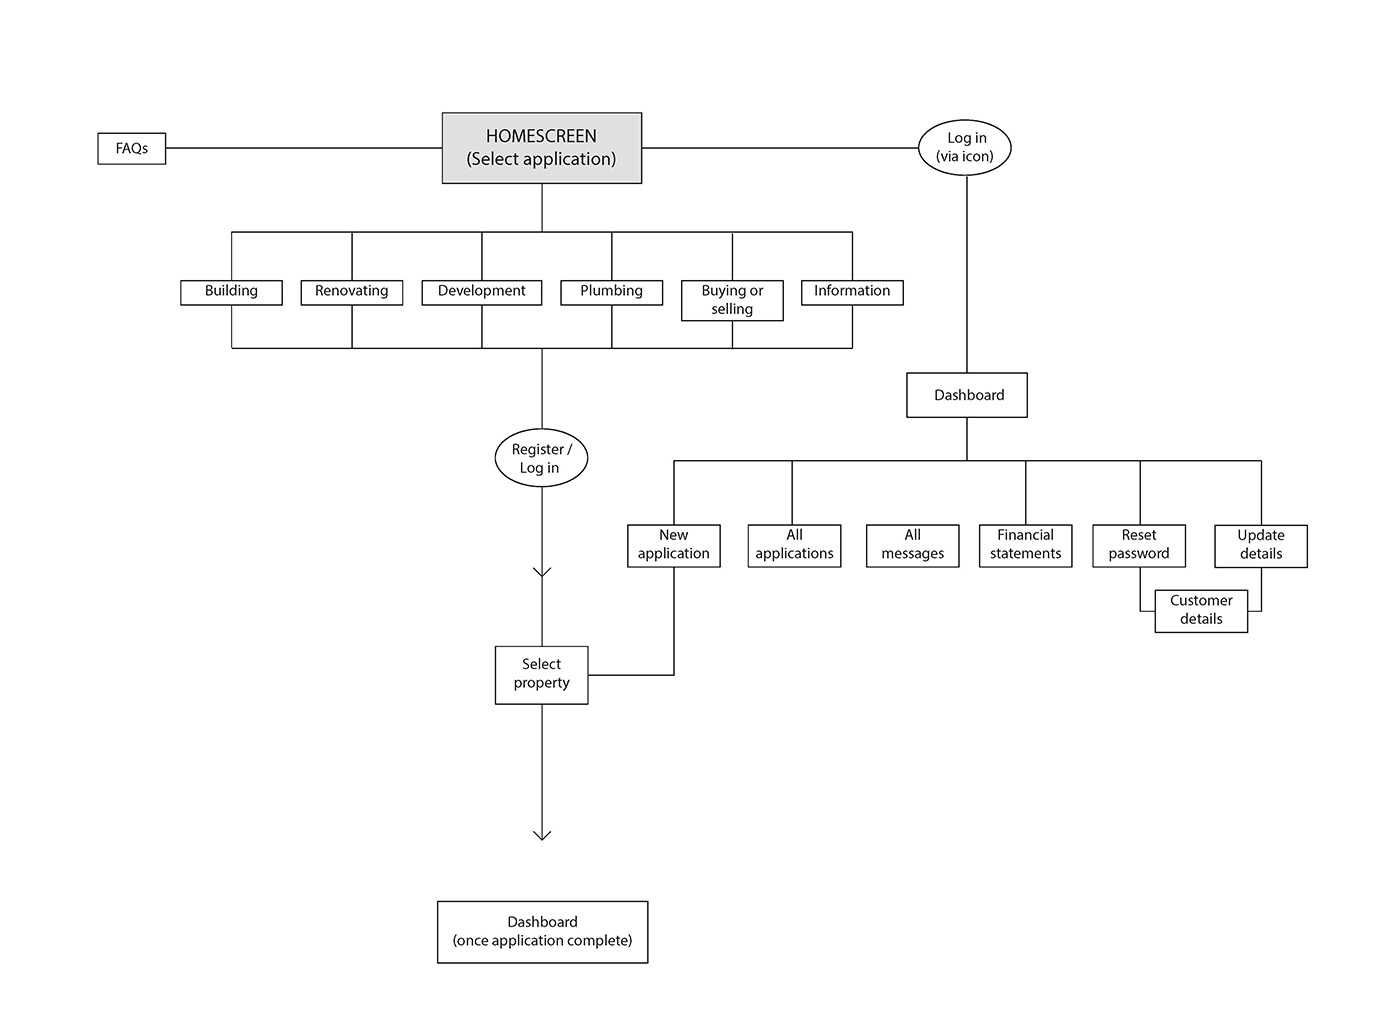 FAQs
HOMESCREEN
(Select application)
Log in
(via icon)
Building
Renovating
Development
Plumbing
Buying or
selling
Information
Dashboard
Register /
Log in
New
application
All
applications
All
messages
Financial
statements
Reset
password
Update
details
Customer
details
Select
property
Dashboard
(once application complete)